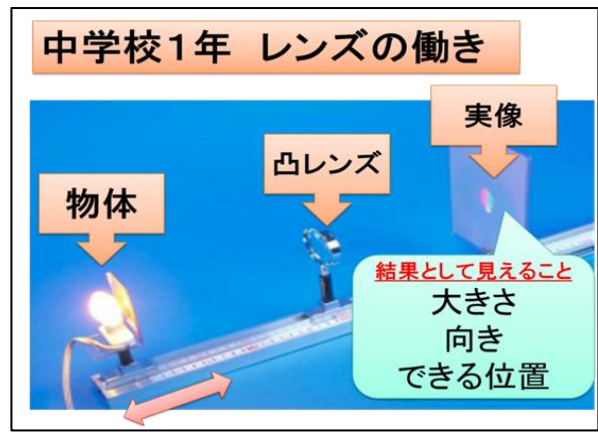 中学校1年 レンズの働き
実像
凸レンズ
物体
結果として見えること
大きさ
向き
できる位置